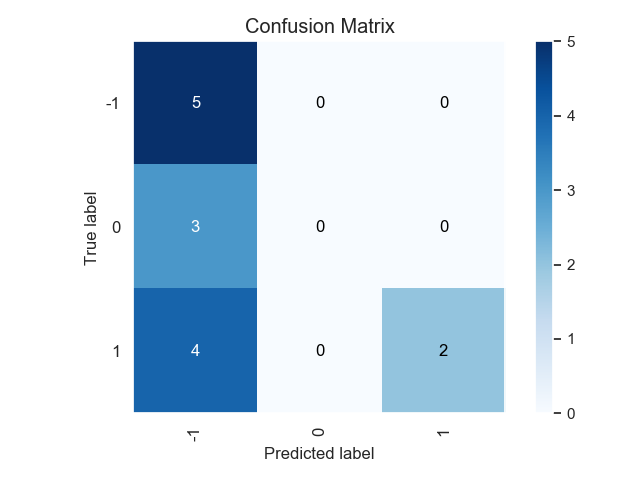 Confusion Matrix
True label
-1 5 0 0
0 3 0 0
1 4 0 2
-1 0 1
Predicted label
5
4
3
2
1
0